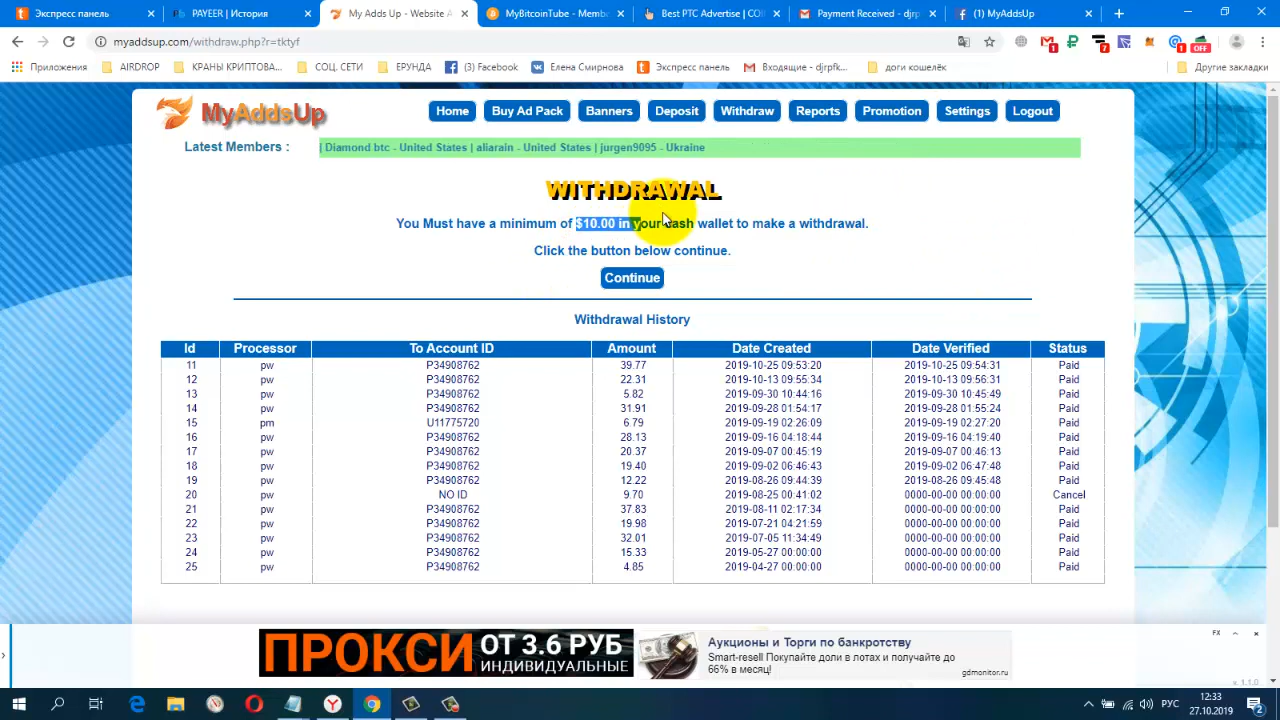 Экспресс панель
PAYEER | История
My Adds Up - Website A
MyBitcoinTube - Membe
Best PTC Advertise | COI
Payment Received - djrp
(1) MyAddsUp
myaddsup.com/withdraw.php?r=tktyf
Приложения
AIRDROP
КРАНЫ КРИПТОВА...
СОЦ. СЕТИ
ЕРУНДА
(3) Facebook
Елена Смирнова
Экспресс панель
Входящие - djrpfk...
доги кошелёк
Другие закладки
MyAddsUp
Home
Buy Ad Pack
Banners
Deposit
Withdraw
Reports
Promotion
Settings
Logout
Latest Members :
| Diamond btc - United States | aliarain - United States | jurgen9095 - Ukraine
WITHDRAWAL
You Must have a minimum of $10.00 in your cash wallet to make a withdrawal.
Click the button below continue.
Continue
Withdrawal History
Id Processor To Account ID Amount Date Created Date Verified Status
11 pw P34908762 39.77 2019-10-25 09:53:20 2019-10-25 09:54:31 Paid
12 pw P34908762 22.31 2019-10-13 09:55:34 2019-10-13 09:56:31 Paid
13 pw P34908762 5.82 2019-09-30 10:44:16 2019-09-30 10:45:49 Paid
14 pw P34908762 31.91 2019-09-28 01:54:17 2019-09-28 01:55:24 Paid
15 pm U11775720 6.79 2019-09-19 02:26:09 2019-09-19 02:27:20 Paid
16 pw P34908762 28.13 2019-09-16 04:18:44 2019-09-16 04:19:40 Paid
17 pw P34908762 20.37 2019-09-07 00:45:19 2019-09-07 00:46:13 Paid
18 pw P34908762 19.40 2019-09-02 06:46:43 2019-09-02 06:47:48 Paid
19 pw P34908762 12.22 2019-08-26 09:44:39 2019-08-26 09:45:48 Paid
20 pw NO ID 9.70 2019-08-25 00:41:02 0000-00-00 00:00:00 Cancel
21 pw P34908762 37.83 2019-08-11 02:17:34 0000-00-00 00:00:00 Paid
22 pw P34908762 19.98 2019-07-21 04:21:59 0000-00-00 00:00:00 Paid
23 pw P34908762 32.01 2019-07-05 11:34:49 0000-00-00 00:00:00 Paid
24 pw P34908762 15.33 2019-05-27 00:00:00 0000-00-00 00:00:00 Paid
25 pw P34908762 4.85 2019-04-27 00:00:00 0000-00-00 00:00:00 Paid
ПРОКСИ
ОТ 3.6 РУБ
ИНДИВИДУАЛЬНЫЕ
Аукционы и Торги по банкротству
Smart-resell Покупайте доли в лотах и получайте до
66% в месяц!
gdmonitor.ru
FX
v 1.1.0
РУС
12:33
27.10.2019